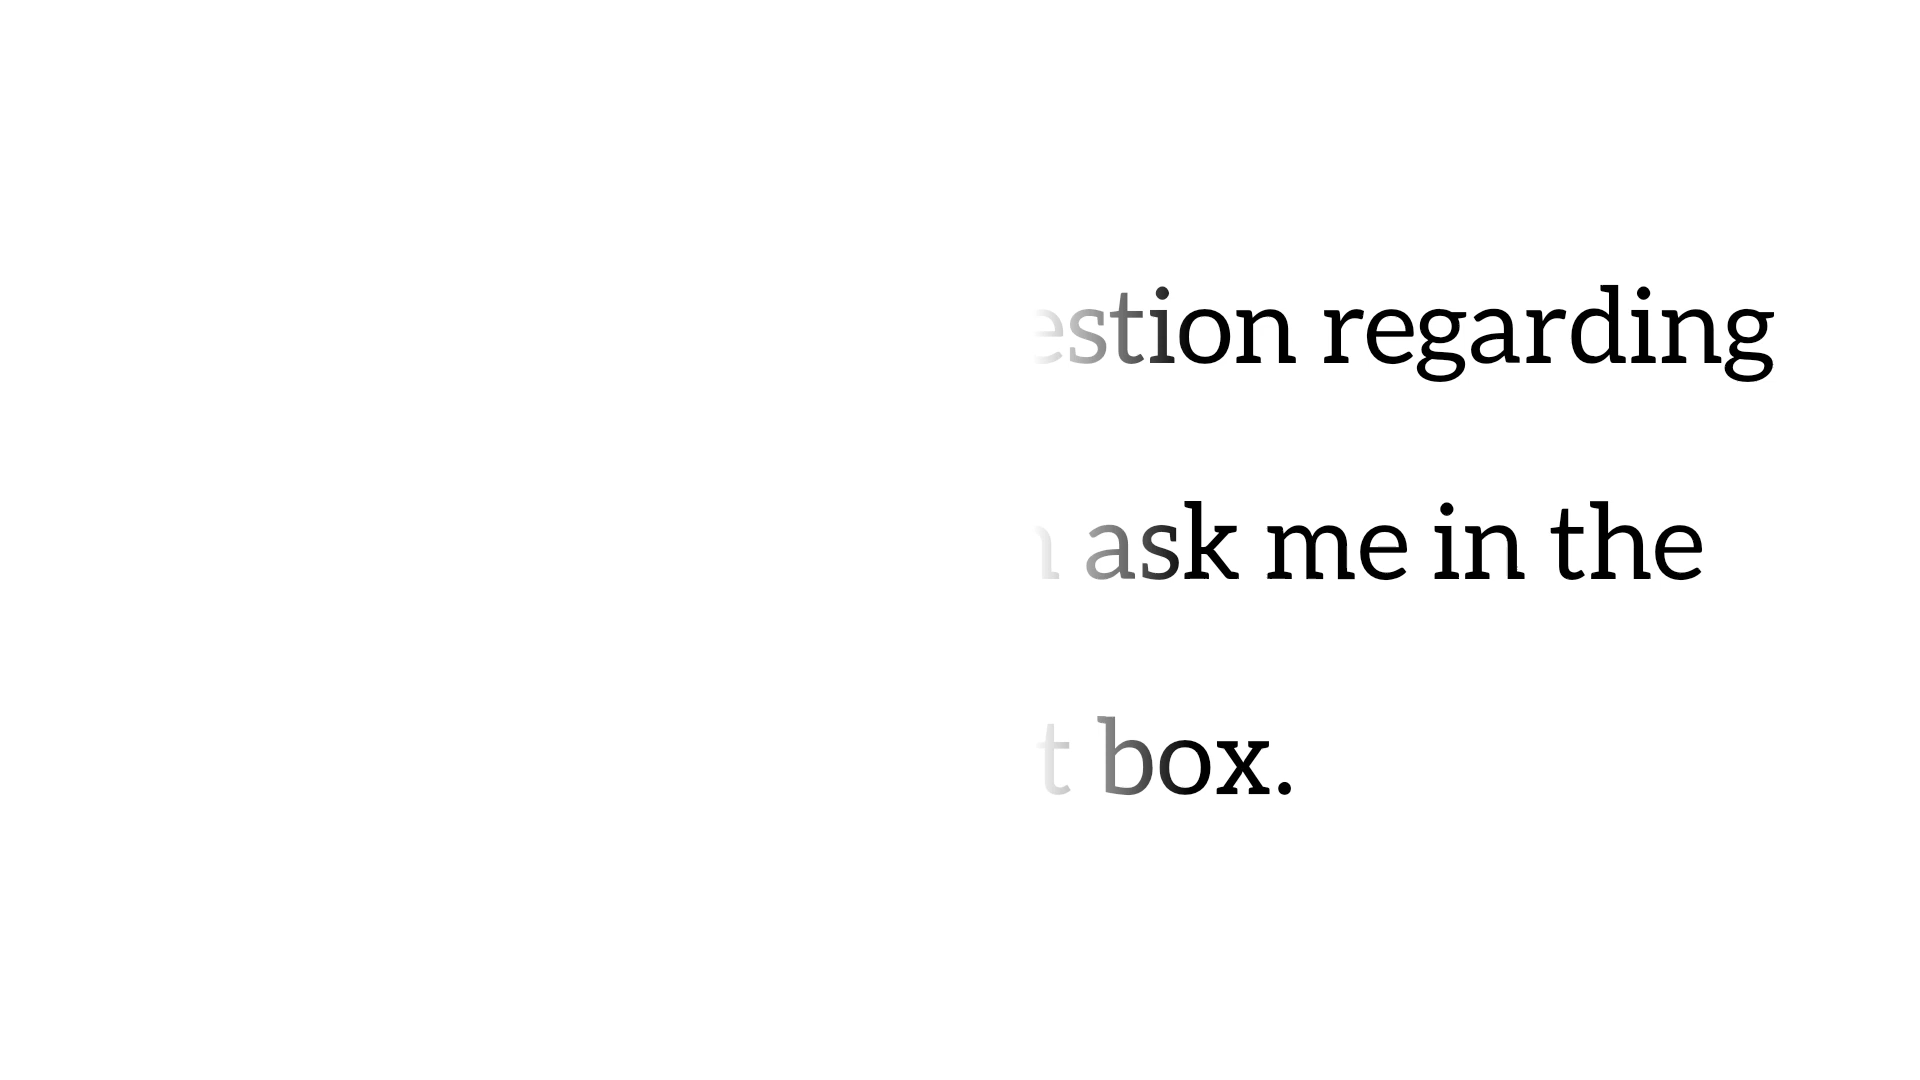 estion regarding
ask me in the
t box.